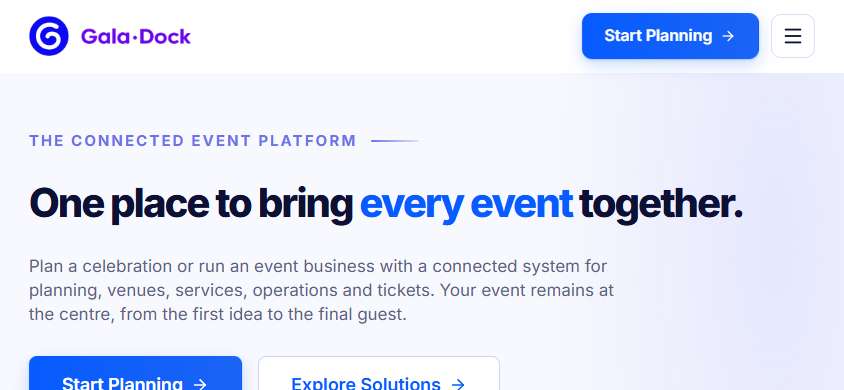 Gala·Dock
Start Planning →
THE CONNECTED EVENT PLATFORM
One place to bring every event together.
Plan a celebration or run an event business with a connected system for
planning, venues, services, operations and tickets. Your event remains at
the centre, from the first idea to the final guest.
Start Planning →
Explore Solutions →